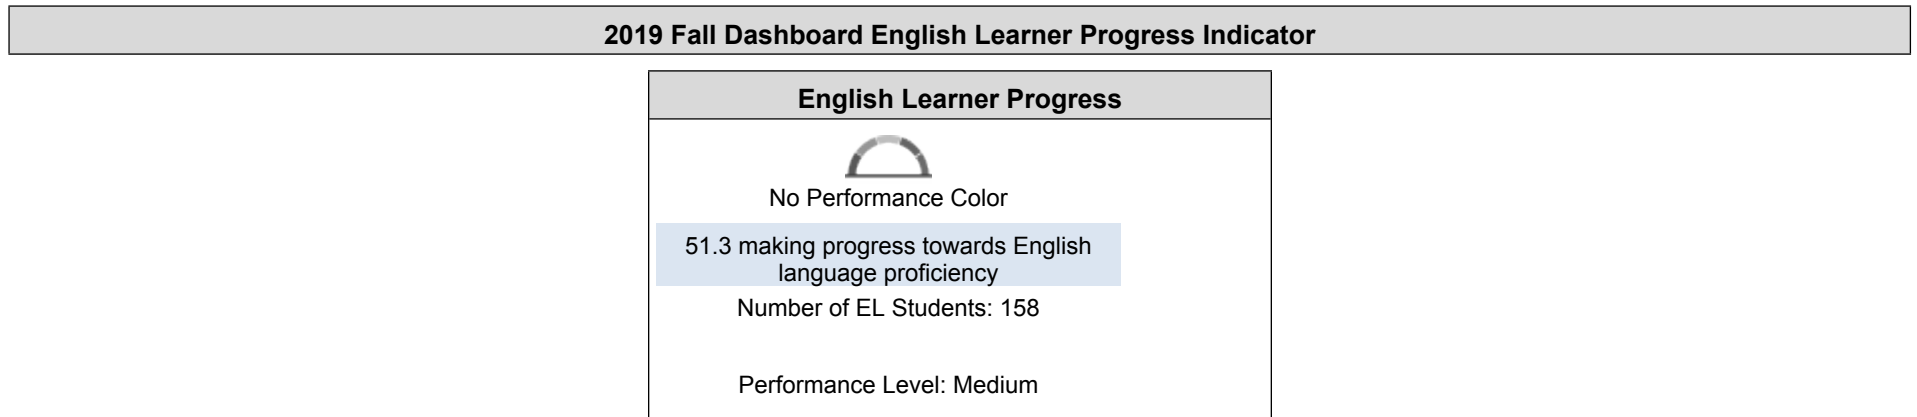 2019 Fall Dashboard English Learner Progress Indicator
English Learner Progress
No Performance Color
51.3 making progress towards English
language proficiency
Number of EL Students: 158
Performance Level: Medium